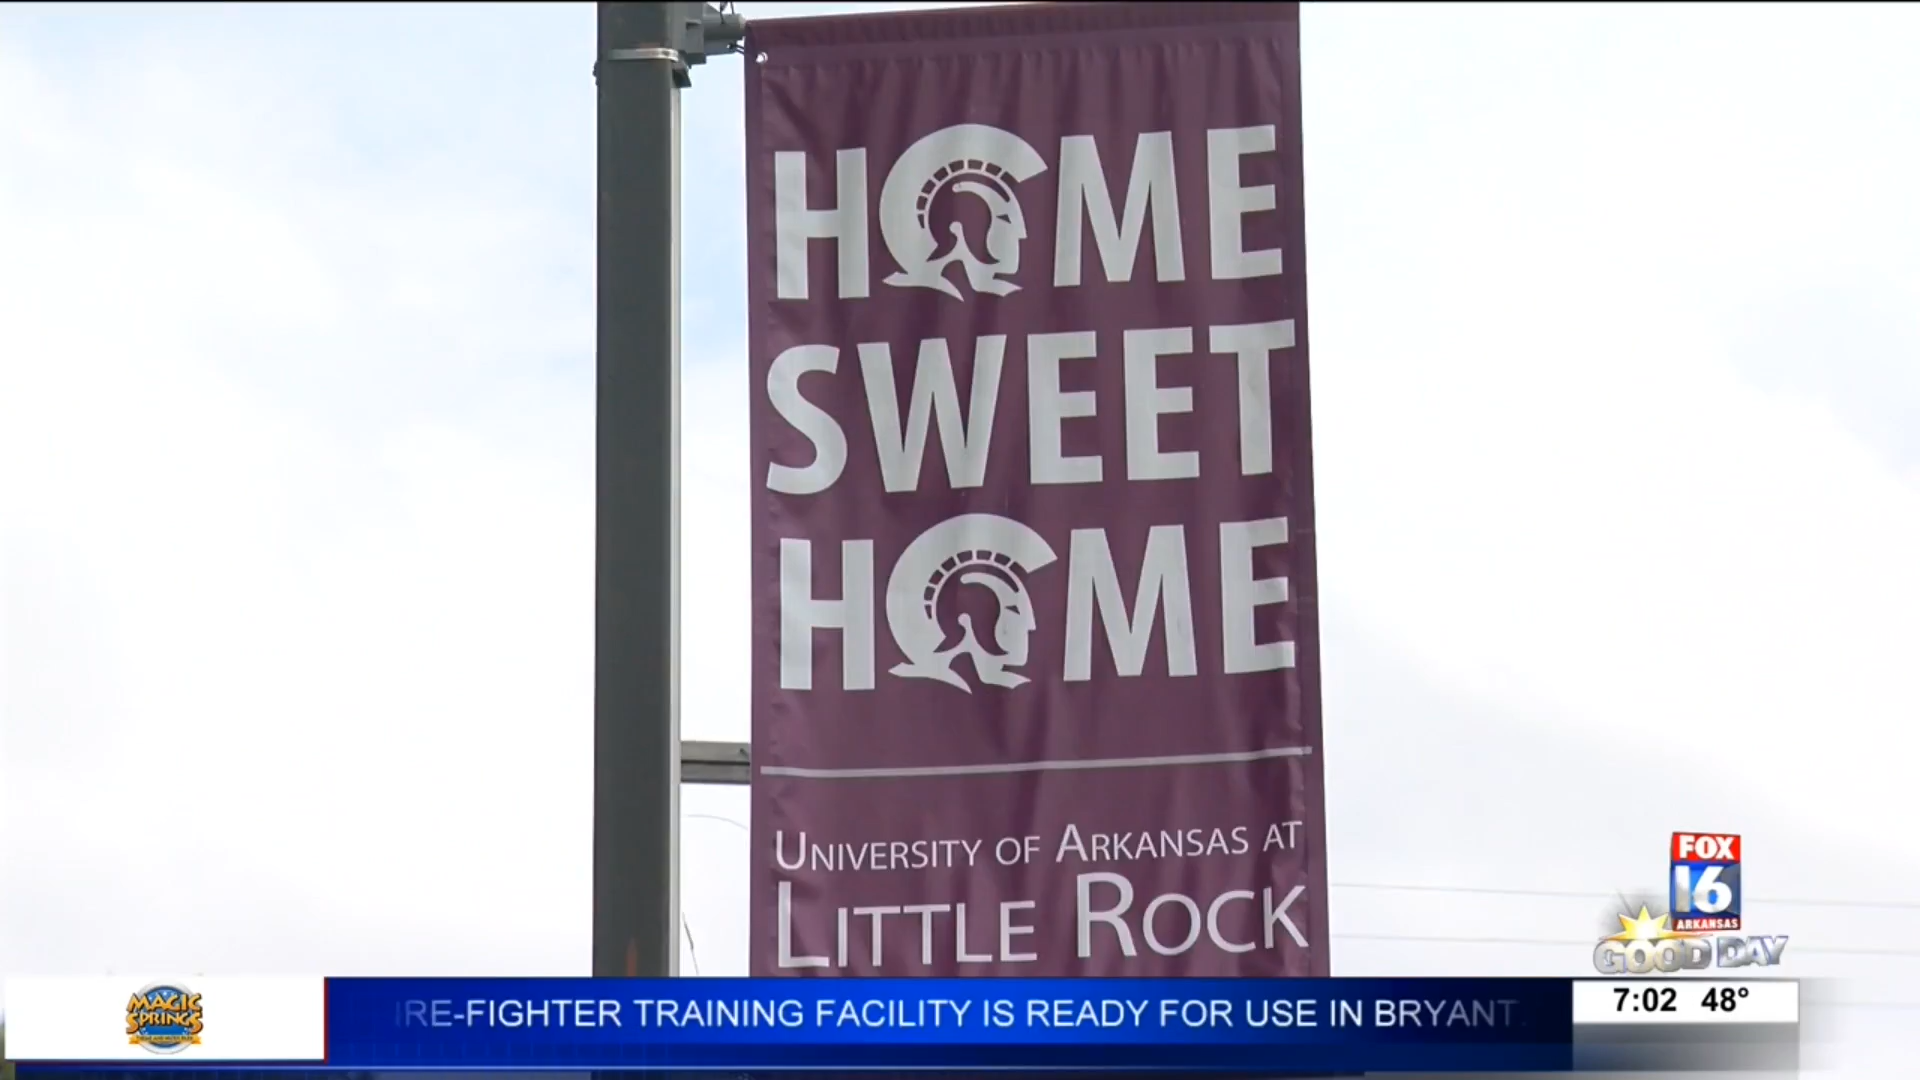 HOME
SWEET
HOME
UNIVERSITY OF ARKANSAS AT
LITTLE ROCK
FOX
16
ARKANSAS
GOOD DAY
MAGIC
SPRINGS
IRE-FIGHTER TRAINING FACILITY IS READY FOR USE IN BRYANT.
7:02 48°